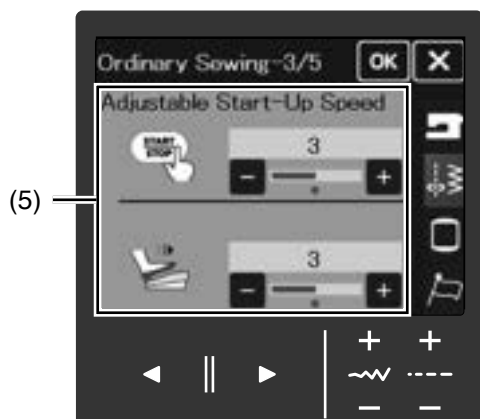 Ordinary Sewing-3/5 OK X
Adjustable Start-Up Speed
START
STOP
3
- +
(5)
3
- +
+ +
- -